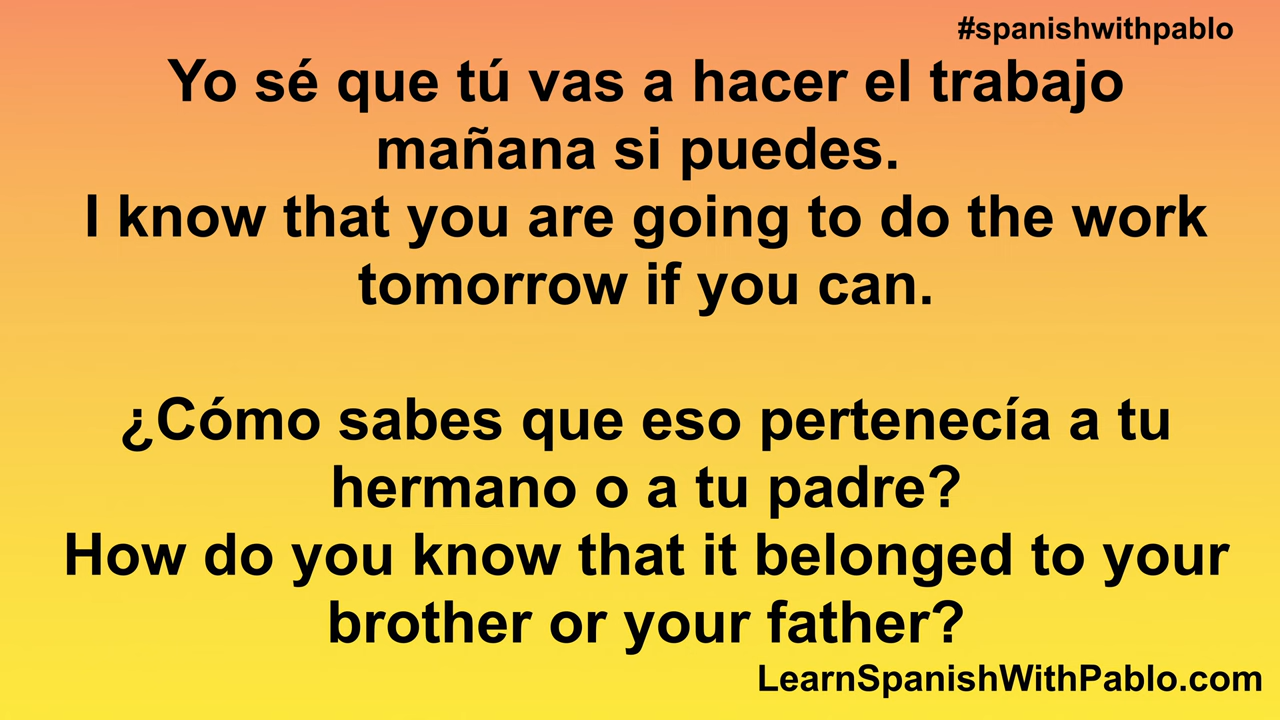 #spanishwithpablo
Yo sé que tú vas a hacer el trabajo
mañana si puedes.
I know that you are going to do the work
tomorrow if you can.
¿Cómo sabes que eso pertenecía a tu
hermano o a tu padre?
How do you know that it belonged to your
brother or your father?
LearnSpanishWithPablo.com